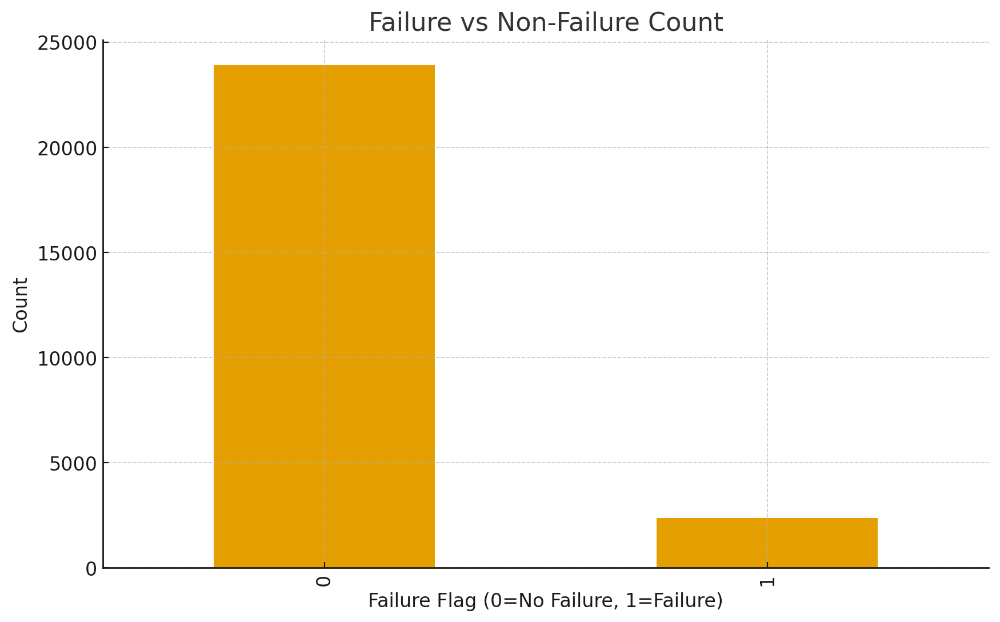 Failure vs Non-Failure Count
25000
20000
15000
10000
5000
0
Count
0
1
Failure Flag (0=No Failure, 1=Failure)